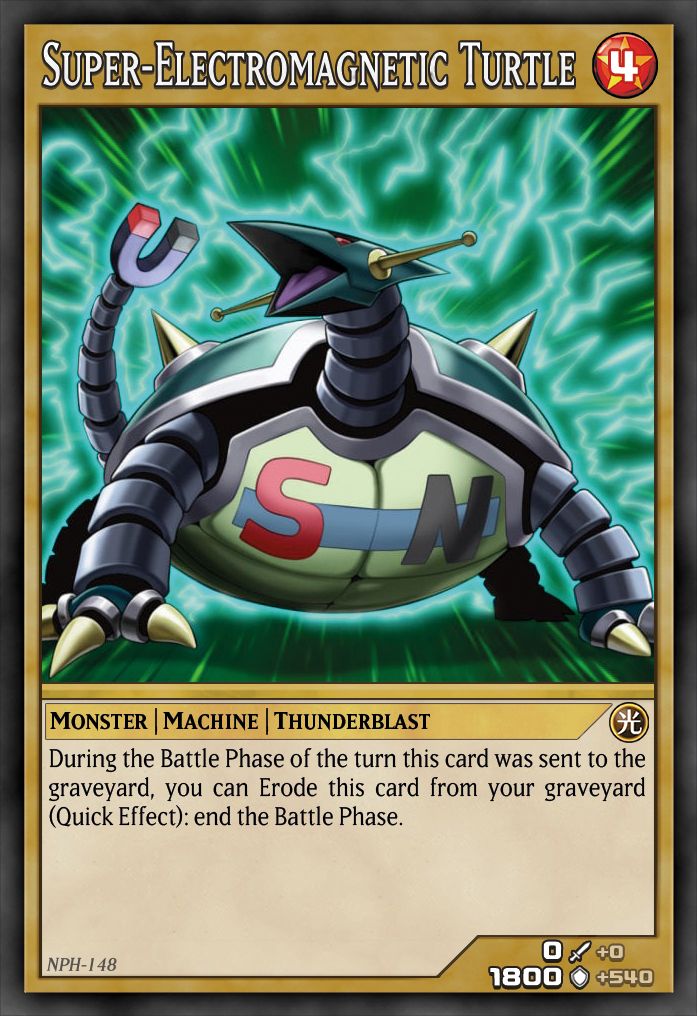 SUPER-ELECTROMAGNETIC TURTLE 4
S N
MONSTER | MACHINE | THUNDERBLAST 光
During the Battle Phase of the turn this card was sent to the
graveyard, you can Erode this card from your graveyard
(Quick Effect): end the Battle Phase.
0 +0
NPH-148 1800 +540